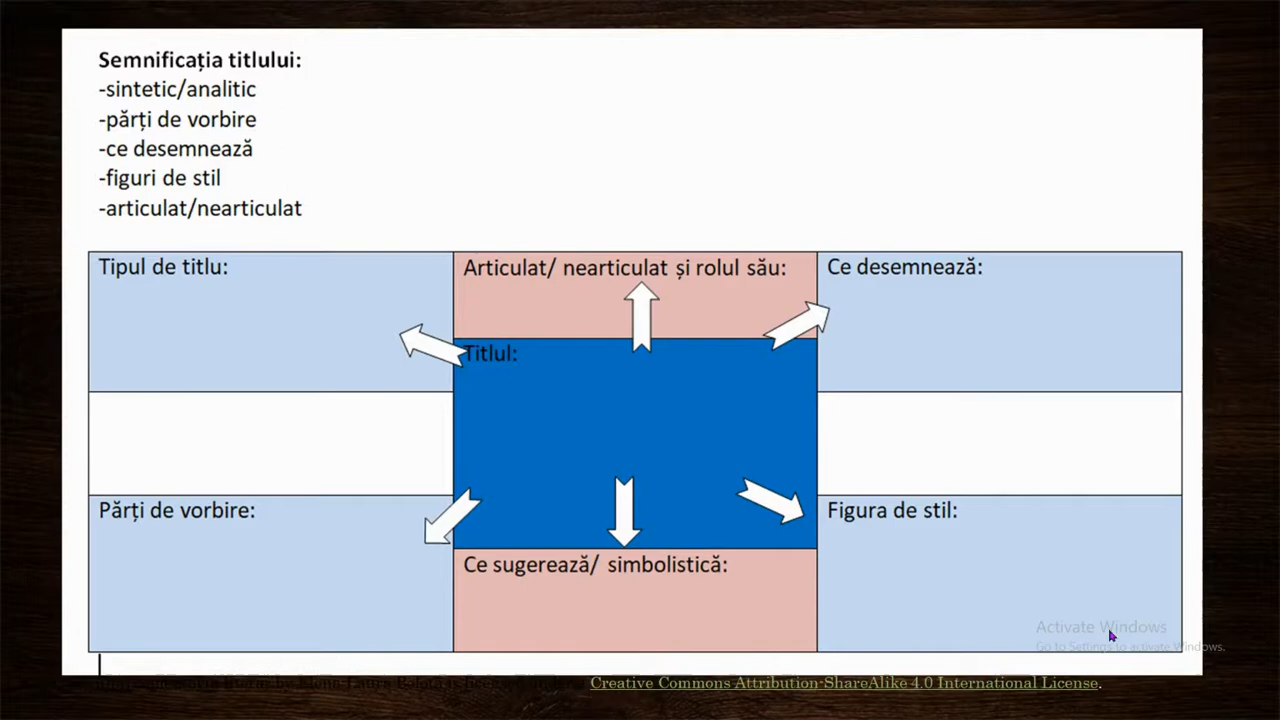 Semnificația titlului:
-sintetic/analitic
-părți de vorbire
-ce desemnează
-figuri de stil
-articulat/nearticulat
Tipul de titlu:
Articulat/ nearticulat și rolul său:
Ce desemnează:
Titlul:
Părți de vorbire:
Figura de stil:
Ce sugerează/ simbolistică:
Activate Windows
Go to Settings to activate Windows.
Creative Commons Attribution-ShareAlike 4.0 International License.